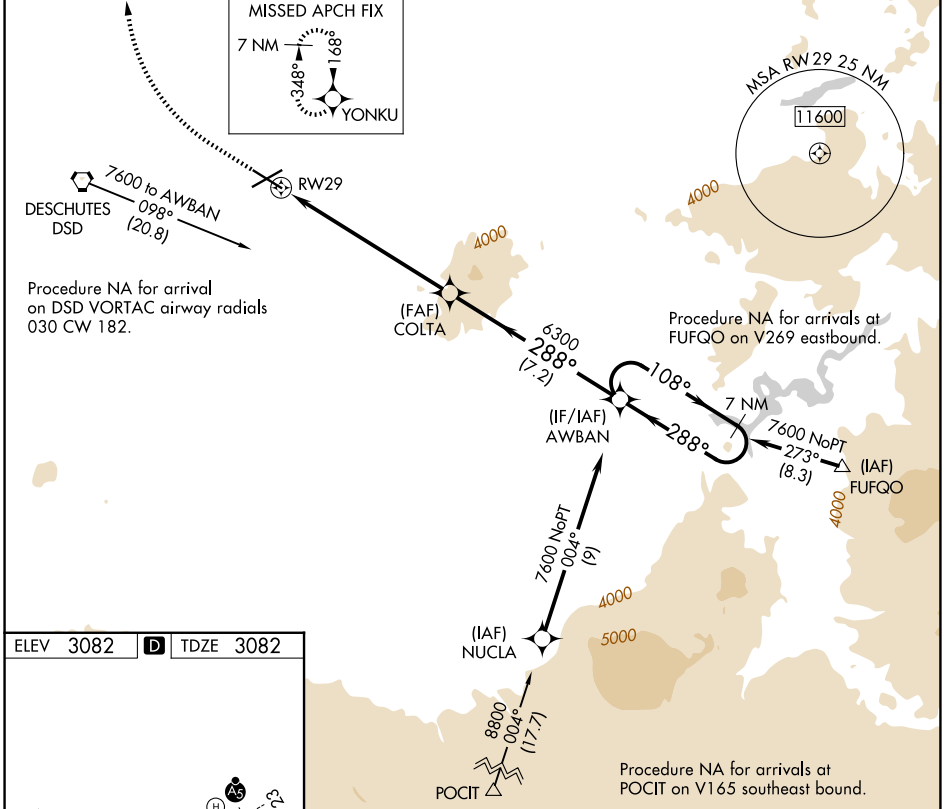 MISSED APCH FIX
7 NM
348°
168°
YONKU
MSA RW29 25 NM
11600
RW29
7600 to AWBAN
098°
(20.8)
DESCHUTES
DSD
4000
4000
Procedure NA for arrival
on DSD VORTAC airway radials
030 CW 182.
(FAF)
COLTA
6300
288°
(7.2)
Procedure NA for arrivals at
FUFQO on V269 eastbound.
108°
7 NM
288°
(IF/IAF)
AWBAN
7600 NoPT
273°
(8.3)
(IAF)
FUFQO
4000
7600 NoPT
004°
(9)
4000
5000
(IAF)
NUCLA
8800
004°
(17.7)
POCIT
Procedure NA for arrivals at
POCIT on V165 southeast bound.
ELEV 3082 D TDZE 3082
A5
H
23